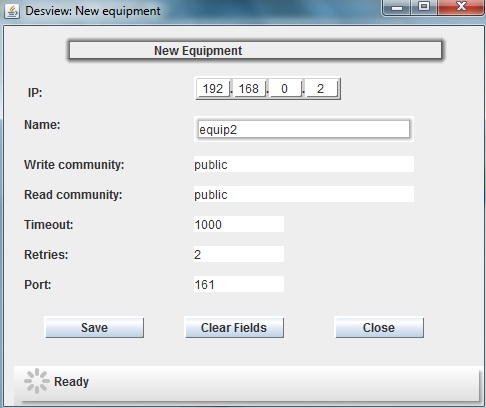 Desview: New equipment
New Equipment
IP: 192.168.0.2
Name: equip2
Write community: public
Read community: public
Timeout: 1000
Retries: 2
Port: 161
Save Clear Fields Close
Ready